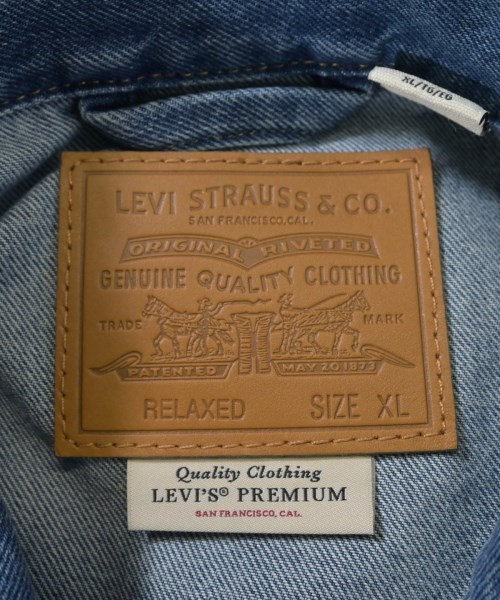 XL/TG/EG
LEVI STRAUSS & CO.
SAN FRANCISCO, CAL.
ORIGINAL RIVETED
GENUINE QUALITY CLOTHING
TRADE MARK
PATENTED MAY 20 1873
RELAXED SIZE XL
Quality Clothing
LEVI'S® PREMIUM
SAN FRANCISCO, CAL.